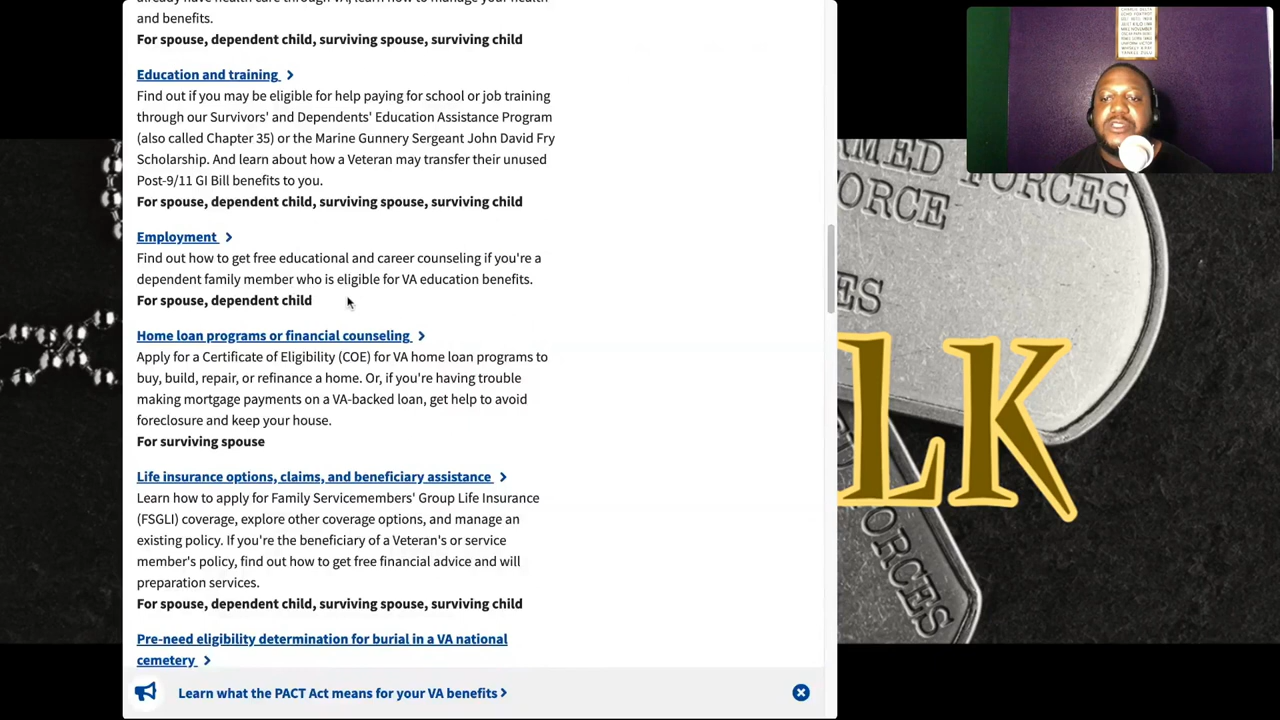 and benefits.
For spouse, dependent child, surviving spouse, surviving child
Education and training
Find out if you may be eligible for help paying for school or job training
through our Survivors' and Dependents' Education Assistance Program
(also called Chapter 35) or the Marine Gunnery Sergeant John David Fry
Scholarship. And learn about how a Veteran may transfer their unused
Post-9/11 GI Bill benefits to you.
For spouse, dependent child, surviving spouse, surviving child
Employment
Find out how to get free educational and career counseling if you're a
dependent family member who is eligible for VA education benefits.
For spouse, dependent child
Home loan programs or financial counseling
Apply for a Certificate of Eligibility (COE) for VA home loan programs to
buy, build, repair, or refinance a home. Or, if you're having trouble
making mortgage payments on a VA-backed loan, get help to avoid
foreclosure and keep your house.
For surviving spouse
Life insurance options, claims, and beneficiary assistance
Learn how to apply for Family Servicemembers' Group Life Insurance
(FSGLI) coverage, explore other coverage options, and manage an
existing policy. If you're the beneficiary of a Veteran's or service
member's policy, find out how to get free financial advice and will
preparation services.
For spouse, dependent child, surviving spouse, surviving child
Pre-need eligibility determination for burial in a VA national
cemetery
Learn what the PACT Act means for your VA benefits
FORCES
LK